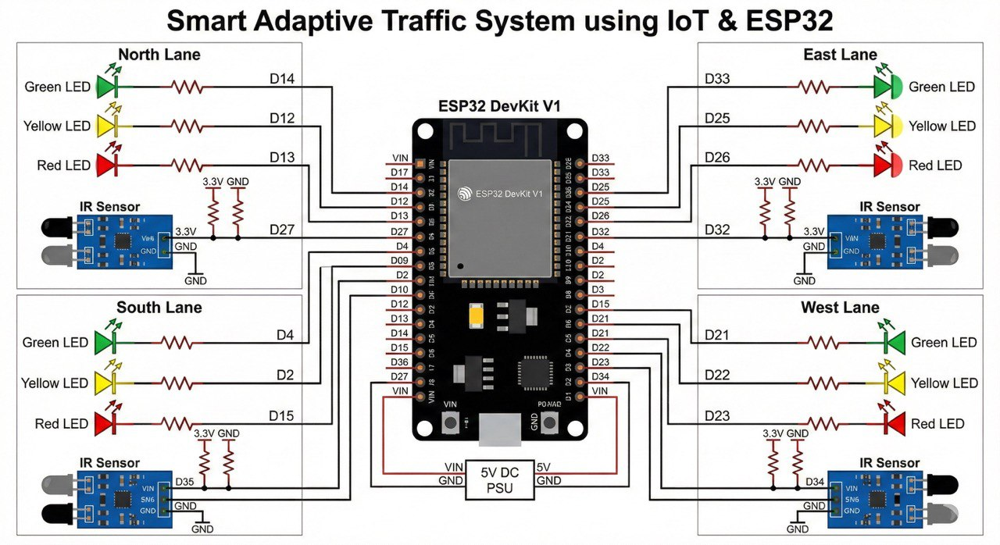 Smart Adaptive Traffic System using IoT & ESP32
North Lane
Green LED
D14
Yellow LED
D12
Red LED
D13
3.3V GND
IR Sensor
3.3V
D27
GND
GND
South Lane
Green LED
D4
Yellow LED
D2
Red LED
D15
3.3V GND
IR Sensor
D35
VIN
SN6
GND
GND
ESP32 DevKit V1
ESP32 DevKit V1
VIN
D17
D14
D12
D13
D27
D4
D09
D2
D10
D12
D13
D14
D15
D36
D27
VIN
D33
D33
D25
D25
D26
D32
D4
D2
D2
D3
D15
D21
D21
D22
D23
D34
VIN
VIN
GND
VIN
GND
5V DC
PSU
5V
GND
East Lane
D33
Green LED
D25
Yellow LED
D26
Red LED
3.3V GND
IR Sensor
D32
3.3V
GND
GND
West Lane
D21
Green LED
D22
Yellow LED
D23
Red LED
3.3V GND
IR Sensor
D34
VIN
SN6
GND
GND